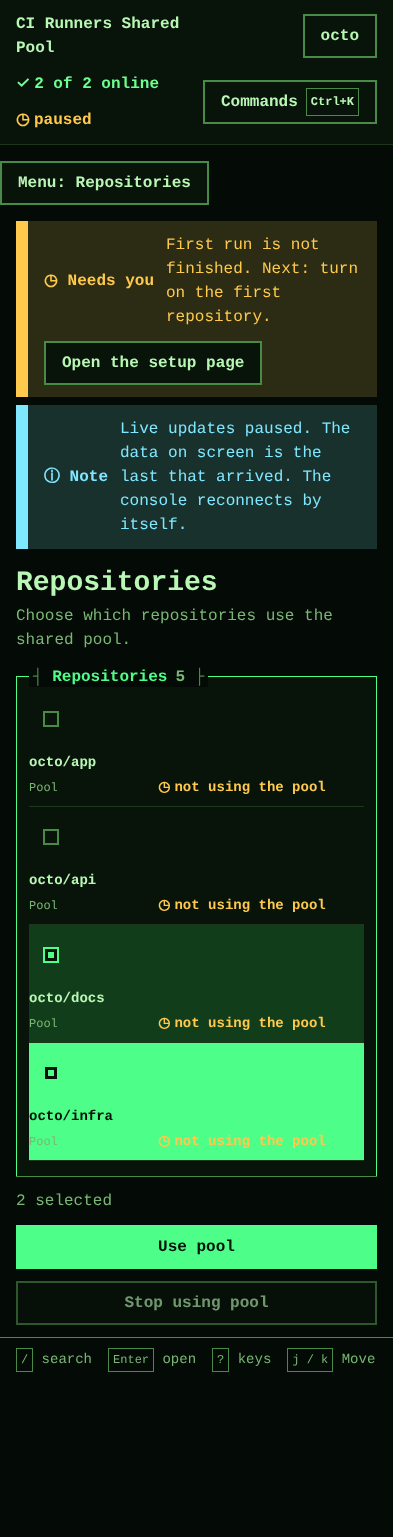 CI Runners Shared
Pool
octo
2 of 2 online
paused
Commands Ctrl+K
Menu: Repositories
Needs you
First run is not
finished. Next: turn
on the first
repository.
Open the setup page
Note
Live updates paused. The
data on screen is the
last that arrived. The
console reconnects by
itself.
Repositories
Choose which repositories use the
shared pool.
Repositories 5
octo/app
Pool not using the pool
octo/api
Pool not using the pool
octo/docs
Pool not using the pool
octo/infra
Pool not using the pool
2 selected
Use pool
Stop using pool
/ search Enter open ? keys j / k Move